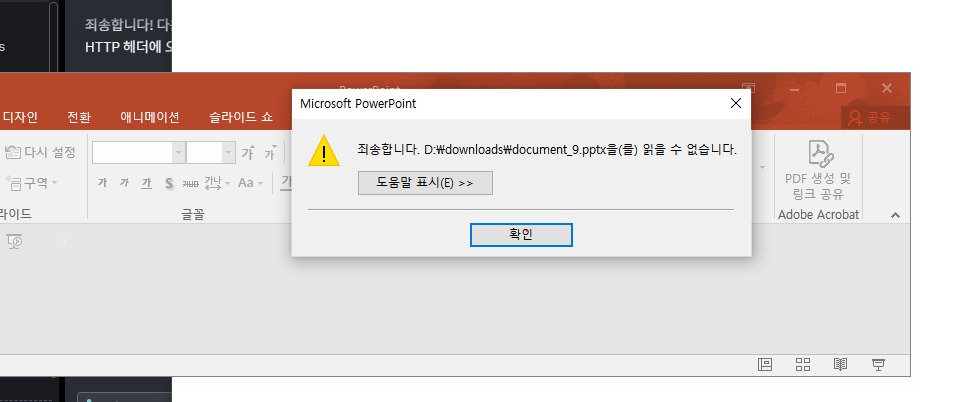 죄송합니다! 다
s
HTTP 헤더에 오
PowerPoint
Microsoft PowerPoint
디자인 전환 애니메이션 슬라이드 쇼
공유
죄송합니다. D:₩downloads₩document_9.pptx을(를) 읽을 수 없습니다.
도움말 표시(E) >>
확인
다시 설정
가 가
구역
가 가 가 S abc 가나 Aa 가
PDF 생성 및
링크 공유
라이드
글꼴
Adobe Acrobat